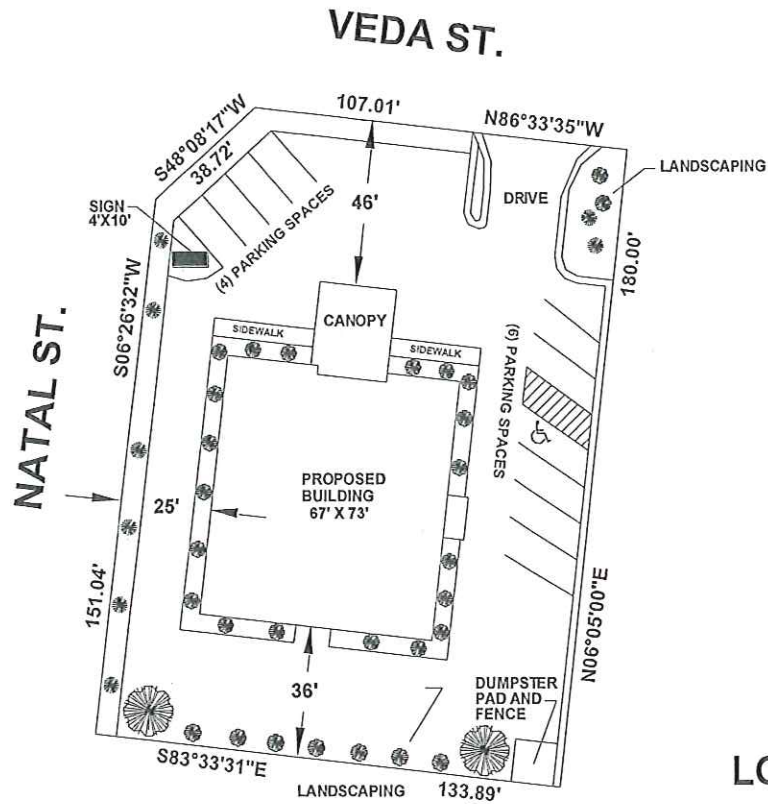 VEDA ST.
107.01'
N86°33'35"W
S48°08'17"W
38.72'
LANDSCAPING
SIGN
4'X10'
46'
DRIVE
(4) PARKING SPACES
180.00'
S06°26'32"W
CANOPY
SIDEWALK
SIDEWALK
(6) PARKING SPACES
NATAL ST.
PROPOSED
BUILDING
67' X 73'
25'
151.04'
N06°05'00"E
36'
DUMPSTER
PAD AND
FENCE
S83°33'31"E
LANDSCAPING
133.89'